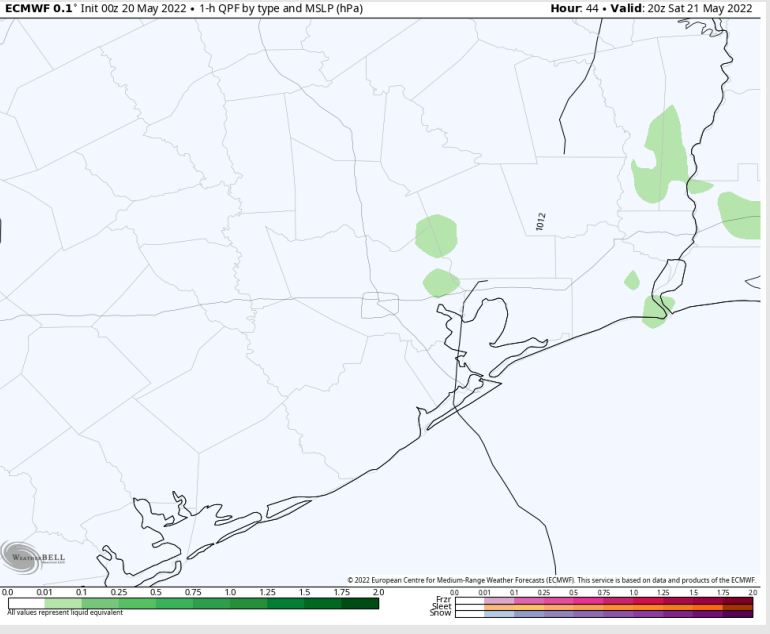 ECMWF 0.1° Init 00z 20 May 2022 • 1-h QPF by type and MSLP (hPa)
Hour: 44 • Valid: 20z Sat 21 May 2022
1012
WeatherBELL
© 2022 European Centre for Medium-Range Weather Forecasts (ECMWF). This service is based on data and products of the ECMWF.
0.0 0.01 0.1 0.25 0.5 0.75 1.0 1.25 1.5 1.75 2.0
All values represent liquid equivalent
0.0 0.01 0.1 0.25 0.5 0.75 1.0 1.25 1.5 1.75 2.0
Frzr
Sleet
Snow